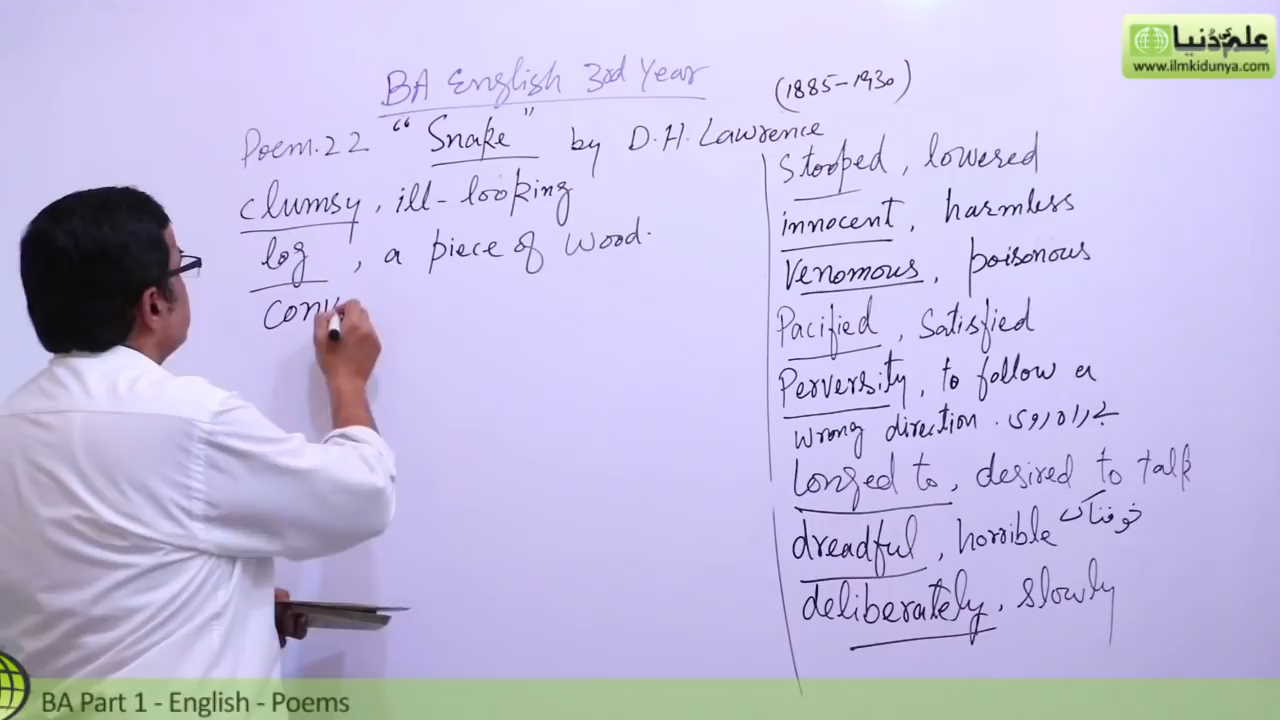 علم کی دنیا
www.ilmkidunya.com
BA English 3rd Year
(1885-1930)
Poem.22 "Snake" by D.H. Lawrence
clumsy, ill-looking
log, a piece of wood.
conv
Stooped, lowered
innocent, harmless
Venomous, poisonous
Pacified, Satisfied
Perversity, to follow a
wrong direction. بے راہ روی
Longed to, desired to talk
dreadful, horrible خوفناک
deliberately, slowly
BA Part 1 - English - Poems